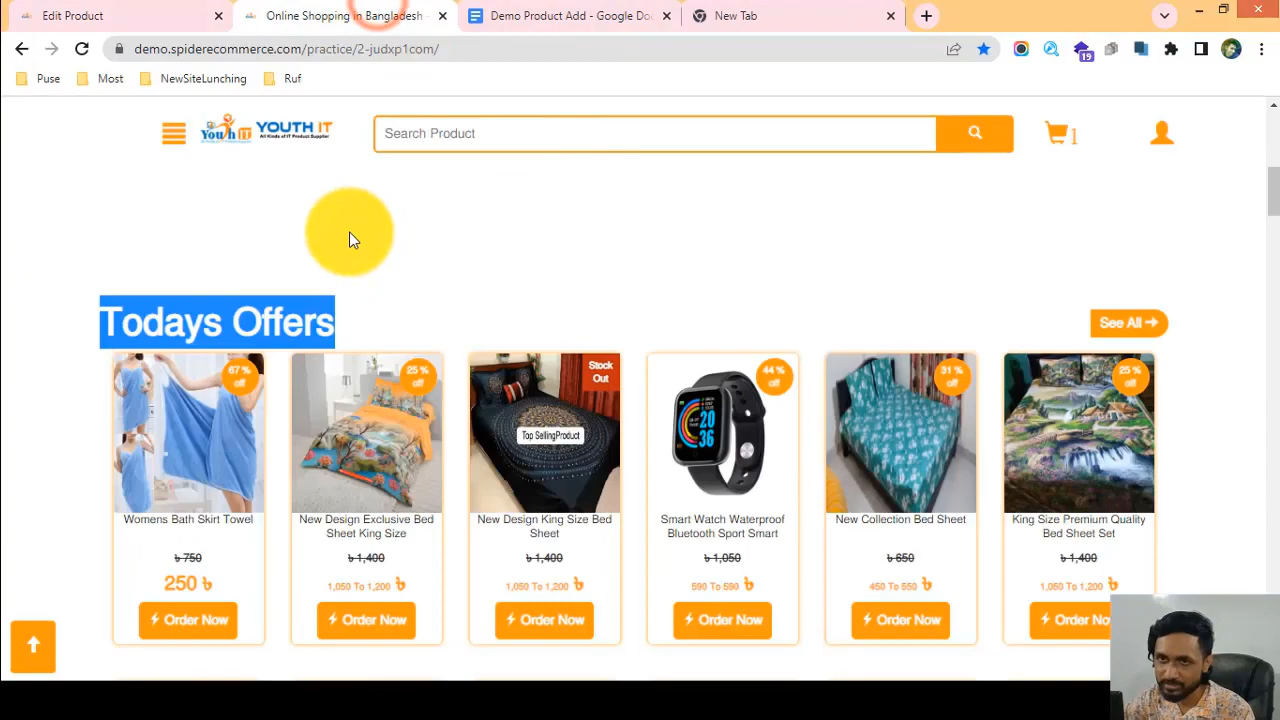 Edit Product
Online Shopping in Bangladesh -
Demo Product Add - Google Do
New Tab
demo.spiderecommerce.com/practice/2-judxp1com/
19
Puse
Most
NewSiteLunching
Ruf
Youth IT
YOUTH IT
All Kinds of IT Product Supplier
Search Product
1
Todays Offers
See All
67 %
off
25 %
off
Stock
Out
44 %
off
31 %
off
25 %
off
Top SellingProduct
20
36
Womens Bath Skirt Towel
৳ 750
250 ৳
Order Now
New Design Exclusive Bed
Sheet King Size
৳ 1,400
1,050 To 1,200 ৳
Order Now
New Design King Size Bed
Sheet
৳ 1,400
1,050 To 1,200 ৳
Order Now
Smart Watch Waterproof
Bluetooth Sport Smart
৳ 1,050
590 To 590 ৳
Order Now
New Collection Bed Sheet
৳ 650
450 To 550 ৳
Order Now
King Size Premium Quality
Bed Sheet Set
৳ 1,400
1,050 To 1,200 ৳
Order Now